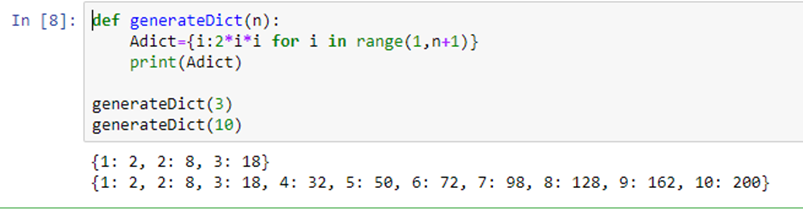 In [8]: def generateDict(n):
    Adict={i:2*i*i for i in range(1,n+1)}
    print(Adict)
generateDict(3)
generateDict(10)
{1: 2, 2: 8, 3: 18}
{1: 2, 2: 8, 3: 18, 4: 32, 5: 50, 6: 72, 7: 98, 8: 128, 9: 162, 10: 200}